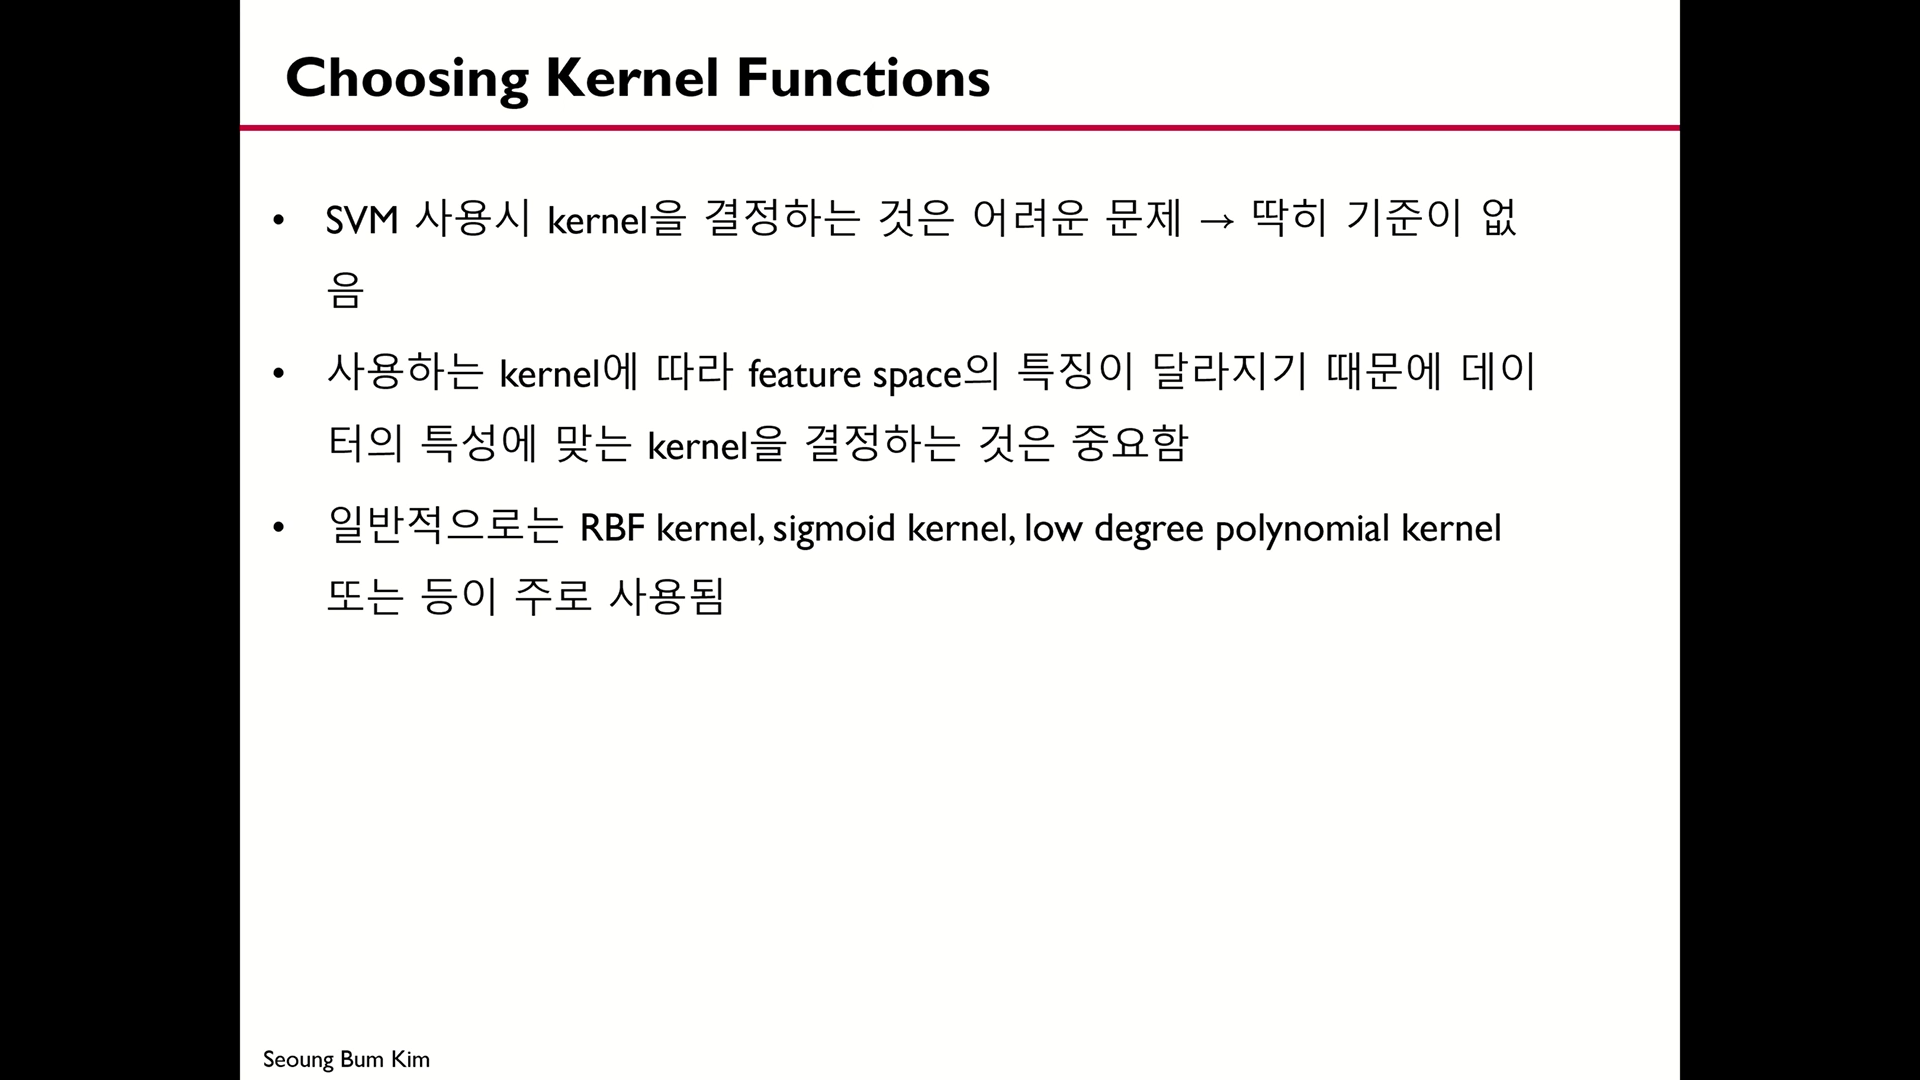 Choosing Kernel Functions
• SVM 사용시 kernel을 결정하는 것은 어려운 문제 → 딱히 기준이 없
음
• 사용하는 kernel에 따라 feature space의 특징이 달라지기 때문에 데이
터의 특성에 맞는 kernel을 결정하는 것은 중요함
• 일반적으로는 RBF kernel, sigmoid kernel, low degree polynomial kernel
또는 등이 주로 사용됨
Seoung Bum Kim